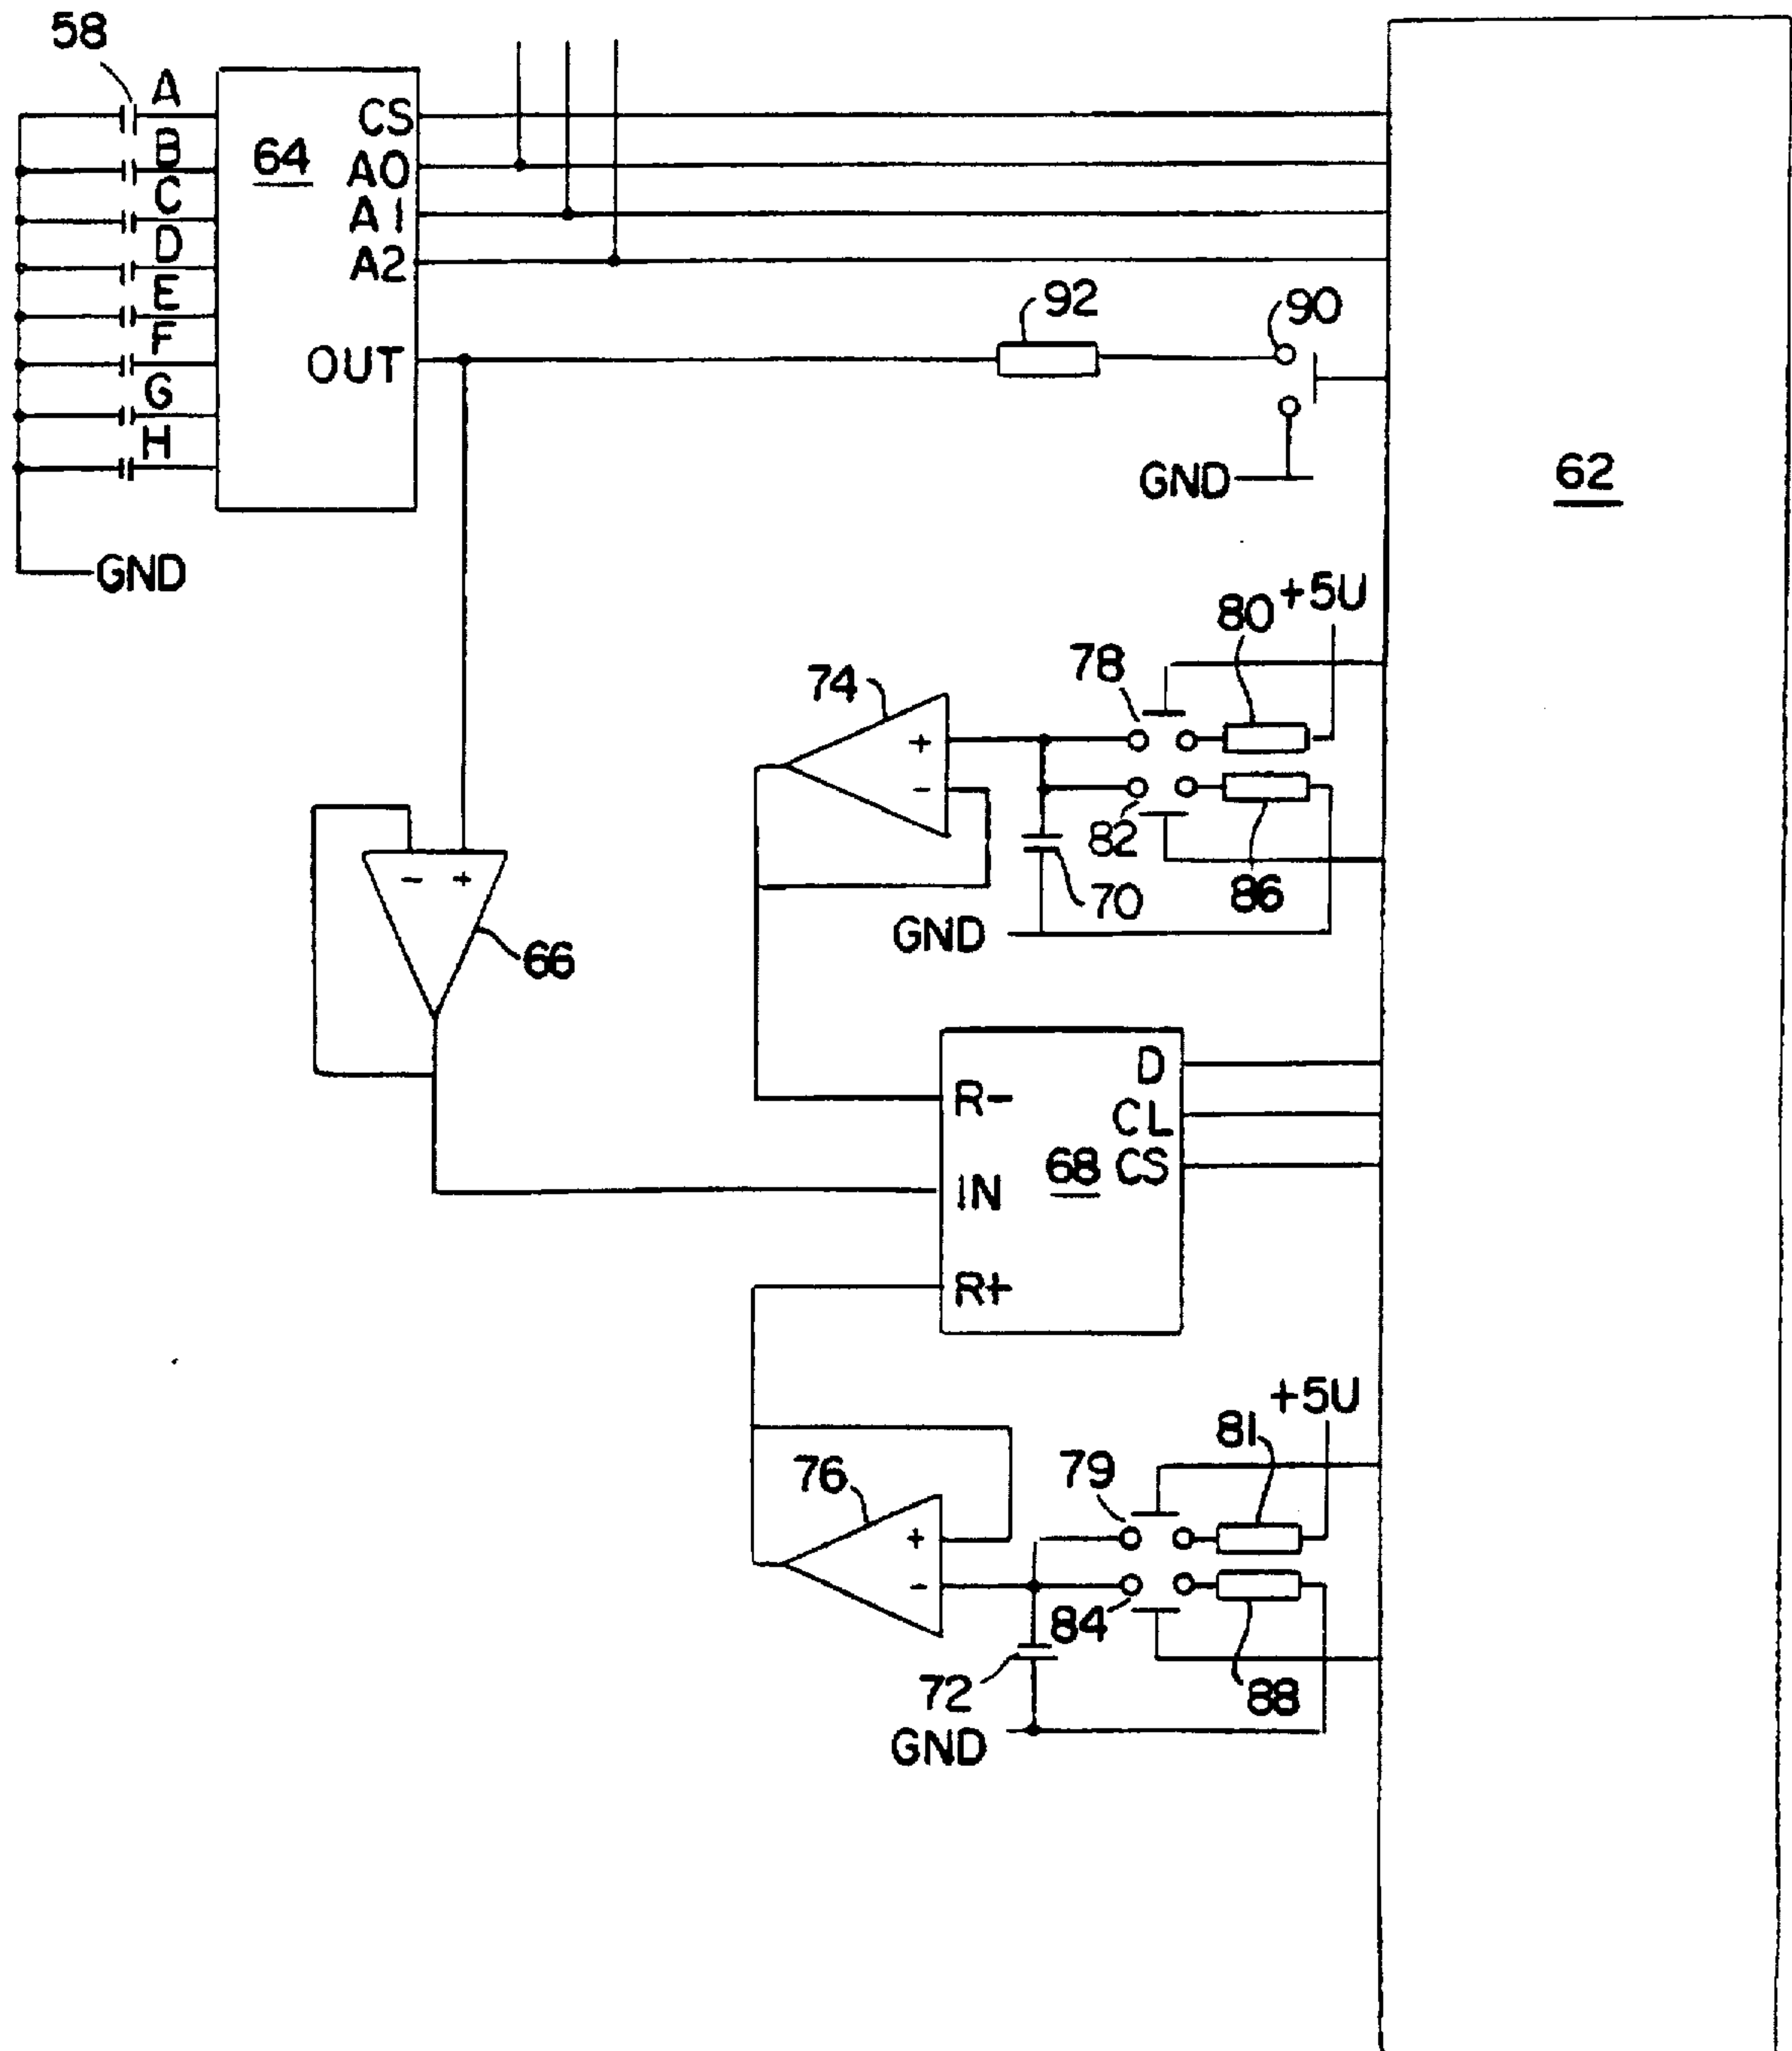 58
A
CS
B
64
A0
C
A1
D
A2
E
92
90
F
OUT
G
H
GND
62
GND
80
+5U
78
74
+
-
82
86
70
GND
- +
66
D
R-
CL
68
CS
IN
R+
+5U
81
79
76
+
-
84
72
88
GND